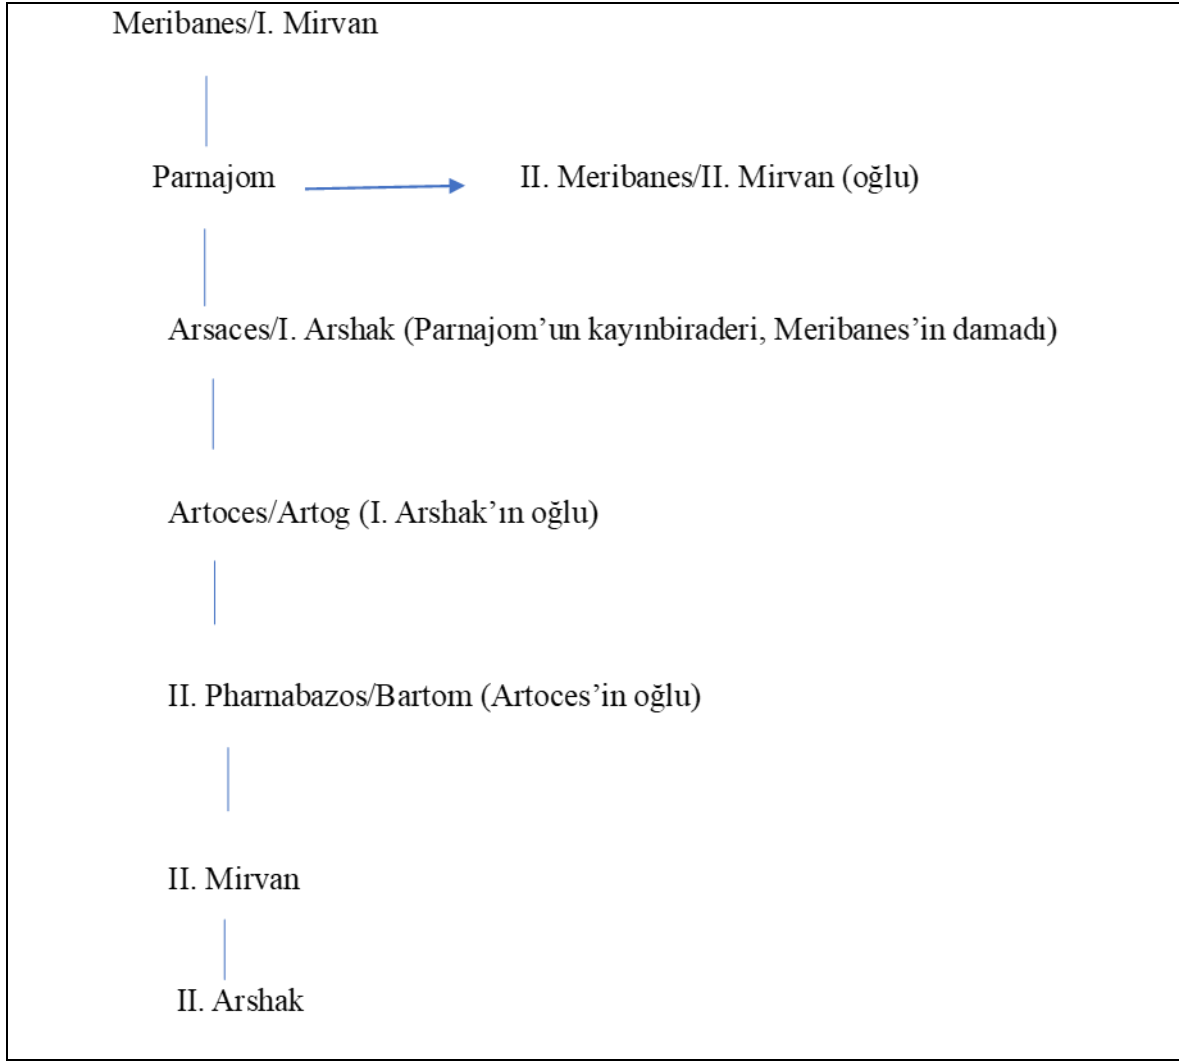 Meribanes/I. Mirvan
Parnajom II. Meribanes/II. Mirvan (oğlu)
Arsaces/I. Arshak (Parnajom’un kayınbiraderi, Meribanes’in damadı)
Artoces/Artog (I. Arshak’ın oğlu)
II. Pharnabazos/Bartom (Artoces’in oğlu)
II. Mirvan
II. Arshak